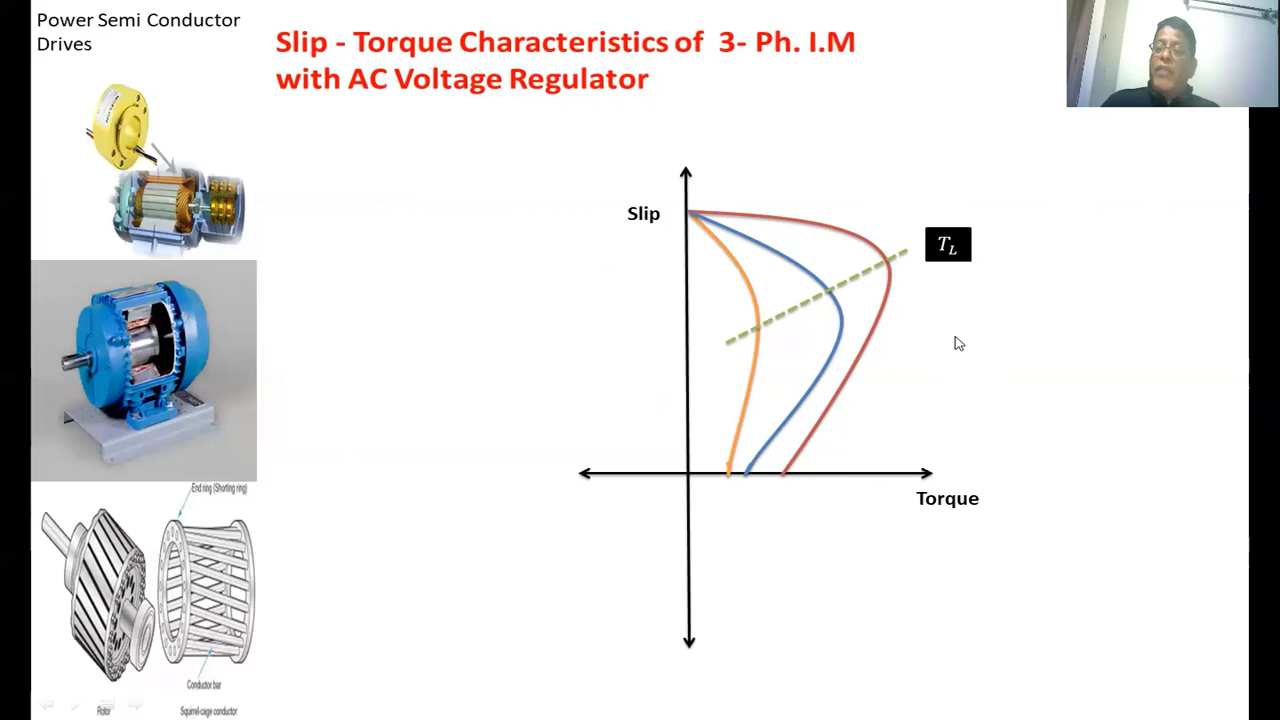 Power Semi Conductor
Drives
Slip - Torque Characteristics of 3- Ph. I.M
with AC Voltage Regulator
Slip
T_L
Torque
End ring (Shorting ring)
Conductor bar
Rotor
Squirrel-cage conductor